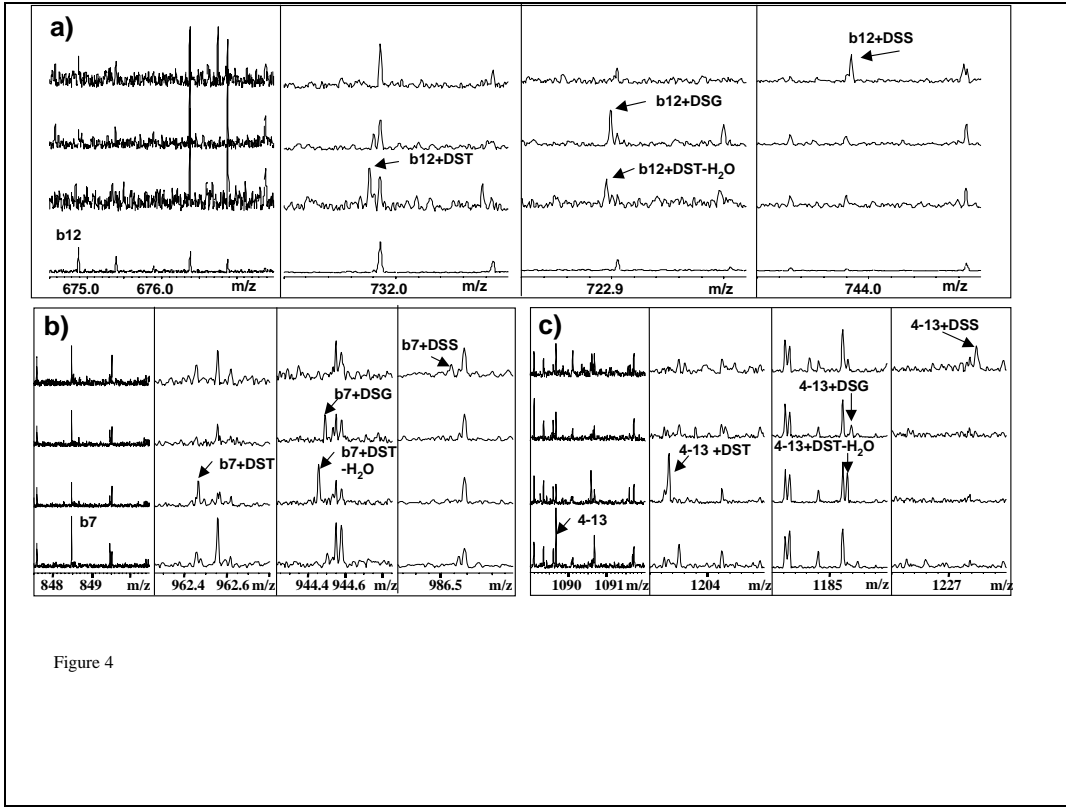 a)
b12+DSS
b12+DSG
b12+DST
b12+DST-H2O
b12
675.0 676.0 m/z 732.0 m/z 722.9 m/z 744.0 m/z
b)
b7+DSS
b7+DSG
b7+DST
b7+DST
-H2O
b7
848 849 m/z 962.4 962.6 m/z 944.4 944.6 m/z 986.5 m/z
c)
4-13+DSS
4-13+DSG
4-13 +DST
4-13+DST-H2O
4-13
1090 1091 m/z 1204 m/z 1185 m/z 1227 m/z
Figure 4